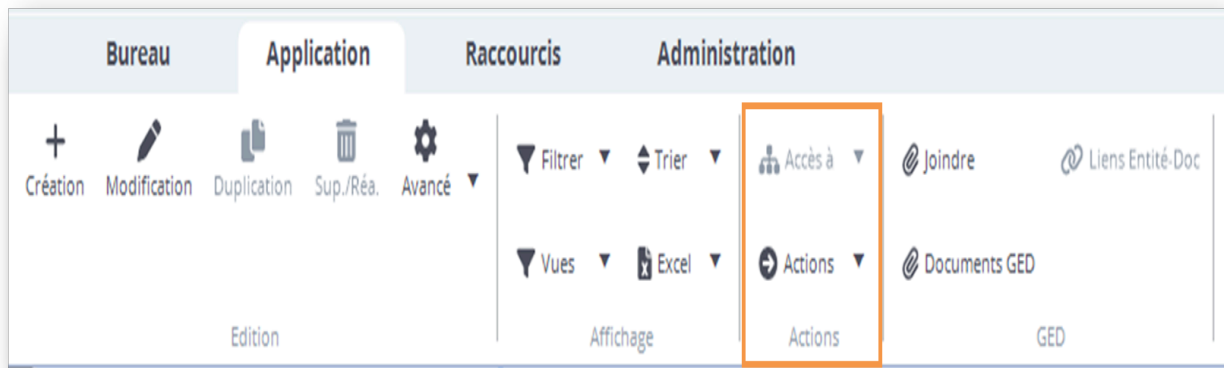 Bureau Application Raccourcis Administration
Création Modification Duplication Sup./Réa. Avancé
Filtrer Trier Accès à Joindre Liens Entité-Doc
Vues Excel Actions Documents GED
Edition Affichage Actions GED